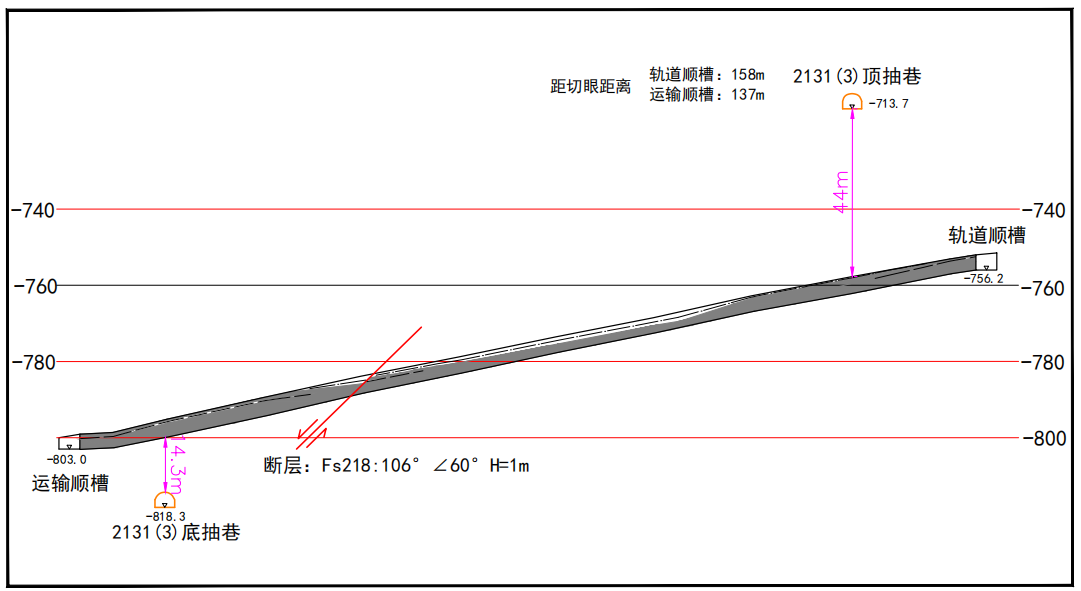 轨道顺槽：158m
距切眼距离
运输顺槽：137m
2131(3)顶抽巷
-713.7
44m
-740
-740
轨道顺槽
-756.2
-760
-760
-780
-780
-800
-803.0
运输顺槽
14.3m
断层：Fs218:106° ∠60° H=1m
-818.3
2131(3)底抽巷